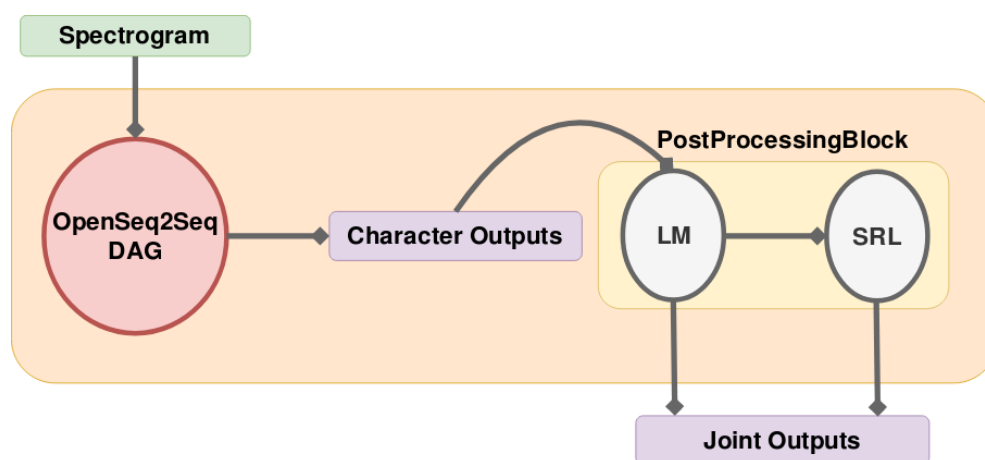 Spectrogram
PostProcessingBlock
OpenSeq2Seq
DAG
Character Outputs
LM
SRL
Joint Outputs